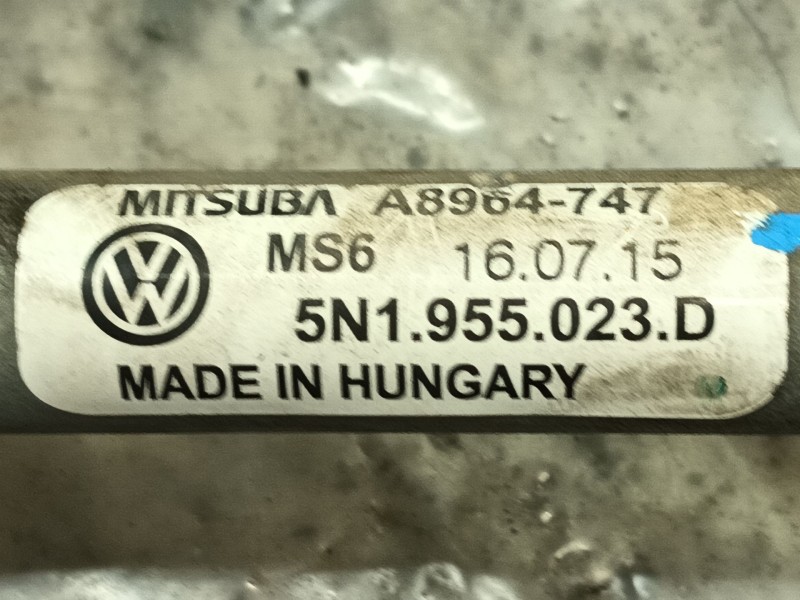 MITSUBA A8964-747
MS6 16.07.15
5N1.955.023.D
MADE IN HUNGARY